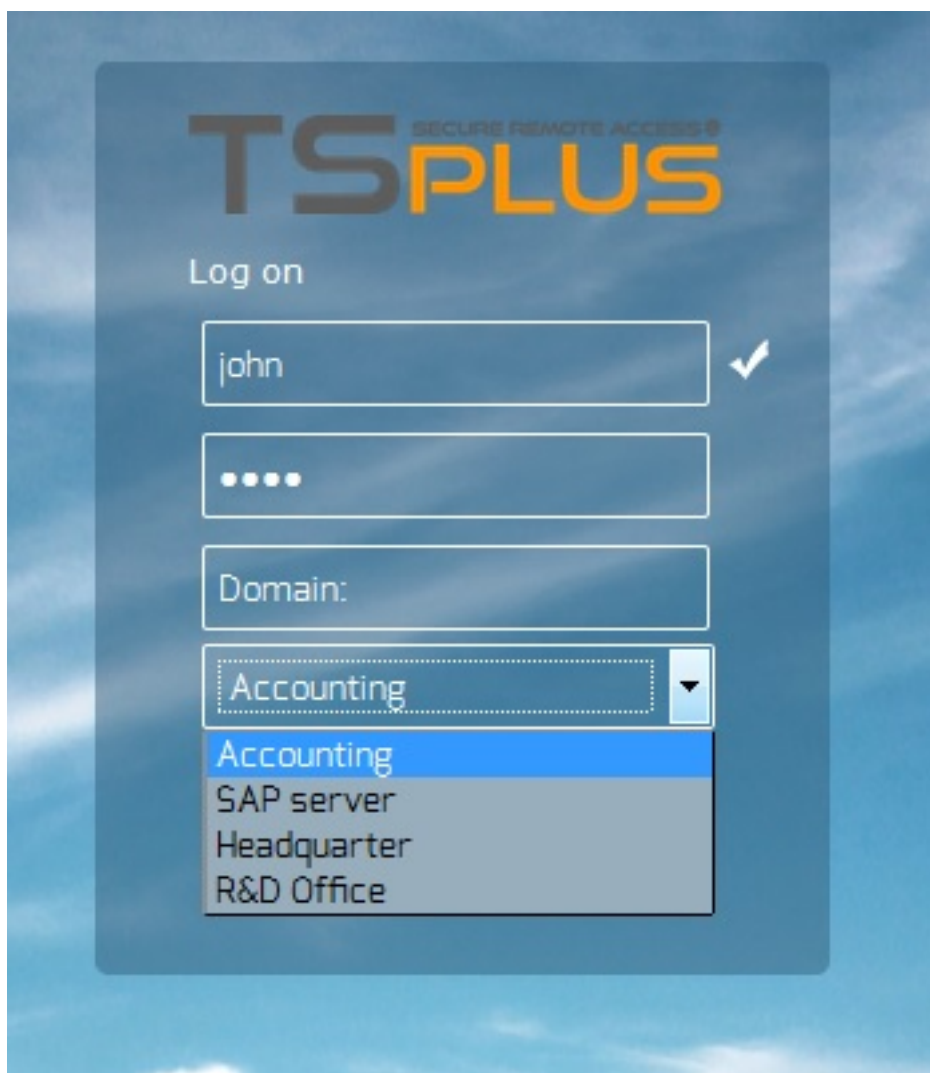 TSPLUS
SECURE REMOTE ACCESS®
Log on
john
••••
Domain:
Accounting
Accounting
SAP server
Headquarter
R&D Office